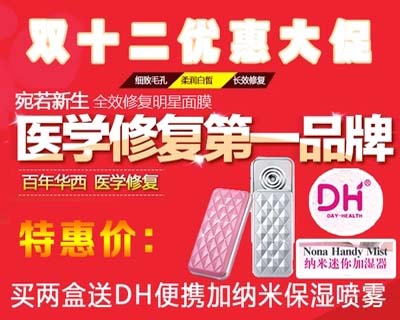 双十二优惠大促
细致毛孔 柔润白皙 长效修复
宛若新生 全效修复明星面膜
医学修复第一品牌
百年华西 医学修复
DH
DAY-HEALTH
特惠价：
Nona Handy Mist
纳米迷你加湿器
买两盒送DH便携加纳米保湿喷雾